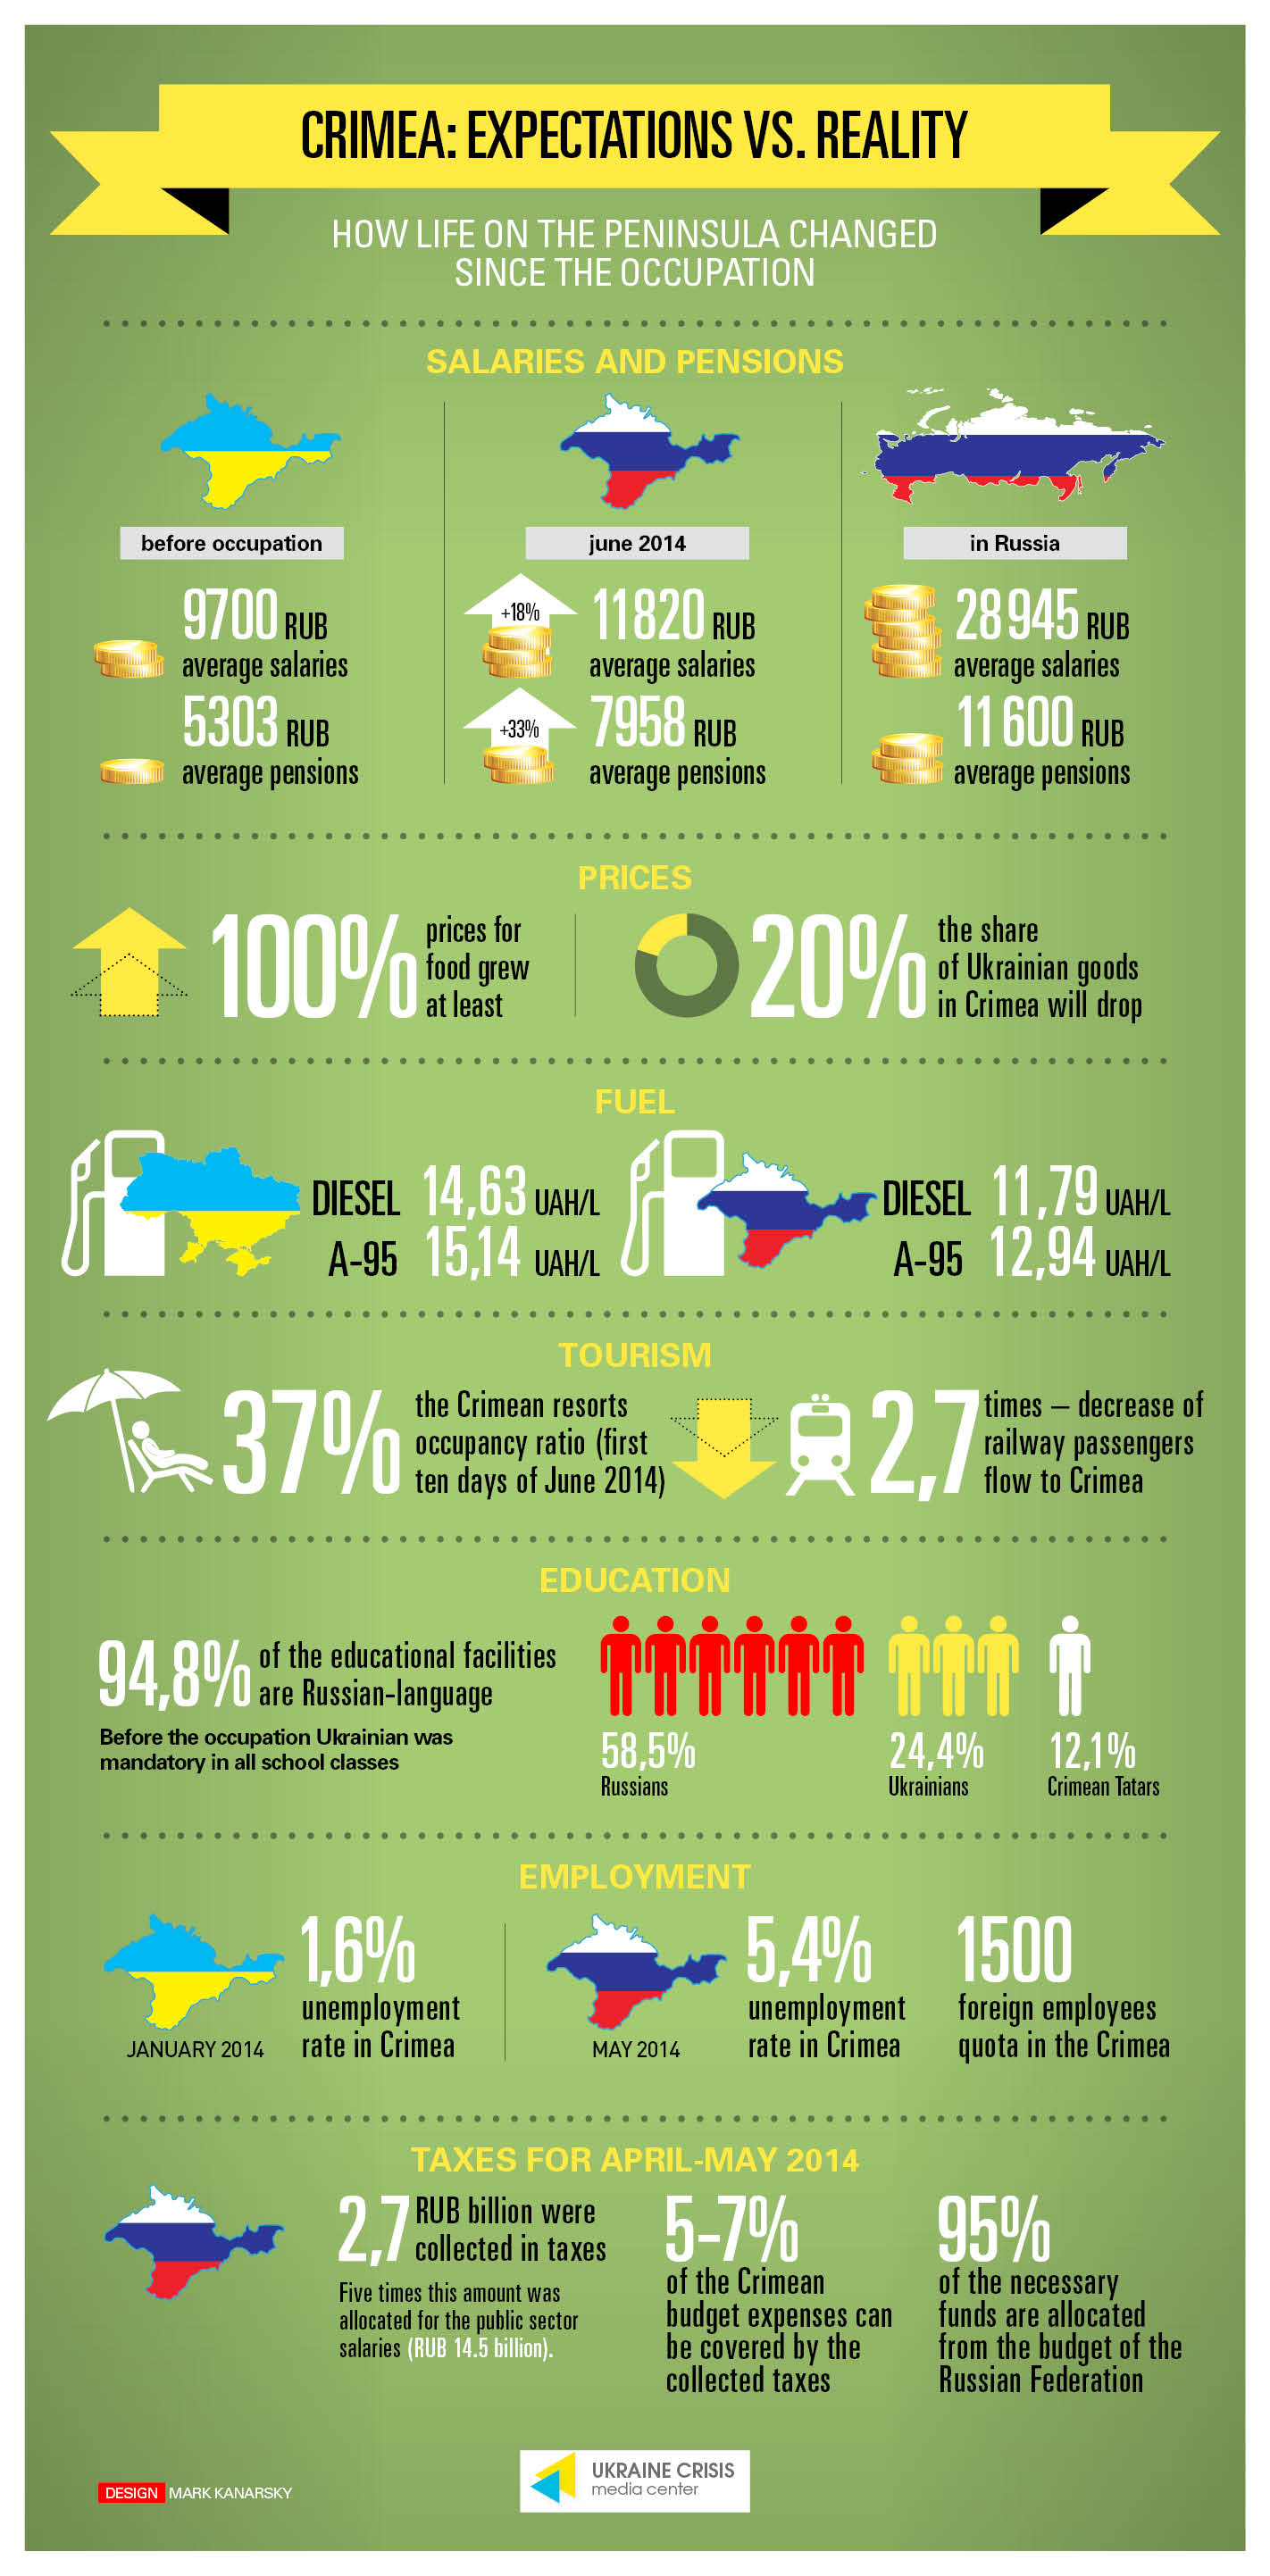 CRIMEA: EXPECTATIONS VS. REALITY
HOW LIFE ON THE PENINSULA CHANGED
SINCE THE OCCUPATION
SALARIES AND PENSIONS
before occupation
9700 RUB
average salaries
5303 RUB
average pensions
june 2014
+18%
11820 RUB
average salaries
+33%
7958 RUB
average pensions
in Russia
28945 RUB
average salaries
11600 RUB
average pensions
PRICES
100%
prices for
food grew
at least
20%
the share
of Ukrainian goods
in Crimea will drop
FUEL
DIESEL 14,63 UAH/L
A-95 15,14 UAH/L
DIESEL 11,79 UAH/L
A-95 12,94 UAH/L
TOURISM
37%
the Crimean resorts
occupancy ratio (first
ten days of June 2014)
2,7
times – decrease of
railway passengers
flow to Crimea
EDUCATION
94,8%
of the educational facilities
are Russian-language
Before the occupation Ukrainian was
mandatory in all school classes
58,5%
Russians
24,4%
Ukrainians
12,1%
Crimean Tatars
EMPLOYMENT
JANUARY 2014
1,6%
unemployment
rate in Crimea
MAY 2014
5,4%
unemployment
rate in Crimea
1500
foreign employees
quota in the Crimea
TAXES FOR APRIL-MAY 2014
2,7
RUB billion were
collected in taxes
Five times this amount was
allocated for the public sector
salaries (RUB 14.5 billion).
5-7%
of the Crimean
budget expenses can
be covered by the
collected taxes
95%
of the necessary
funds are allocated
from the budget of the
Russian Federation
DESIGN MARK KANARSKY
UKRAINE CRISIS
media center